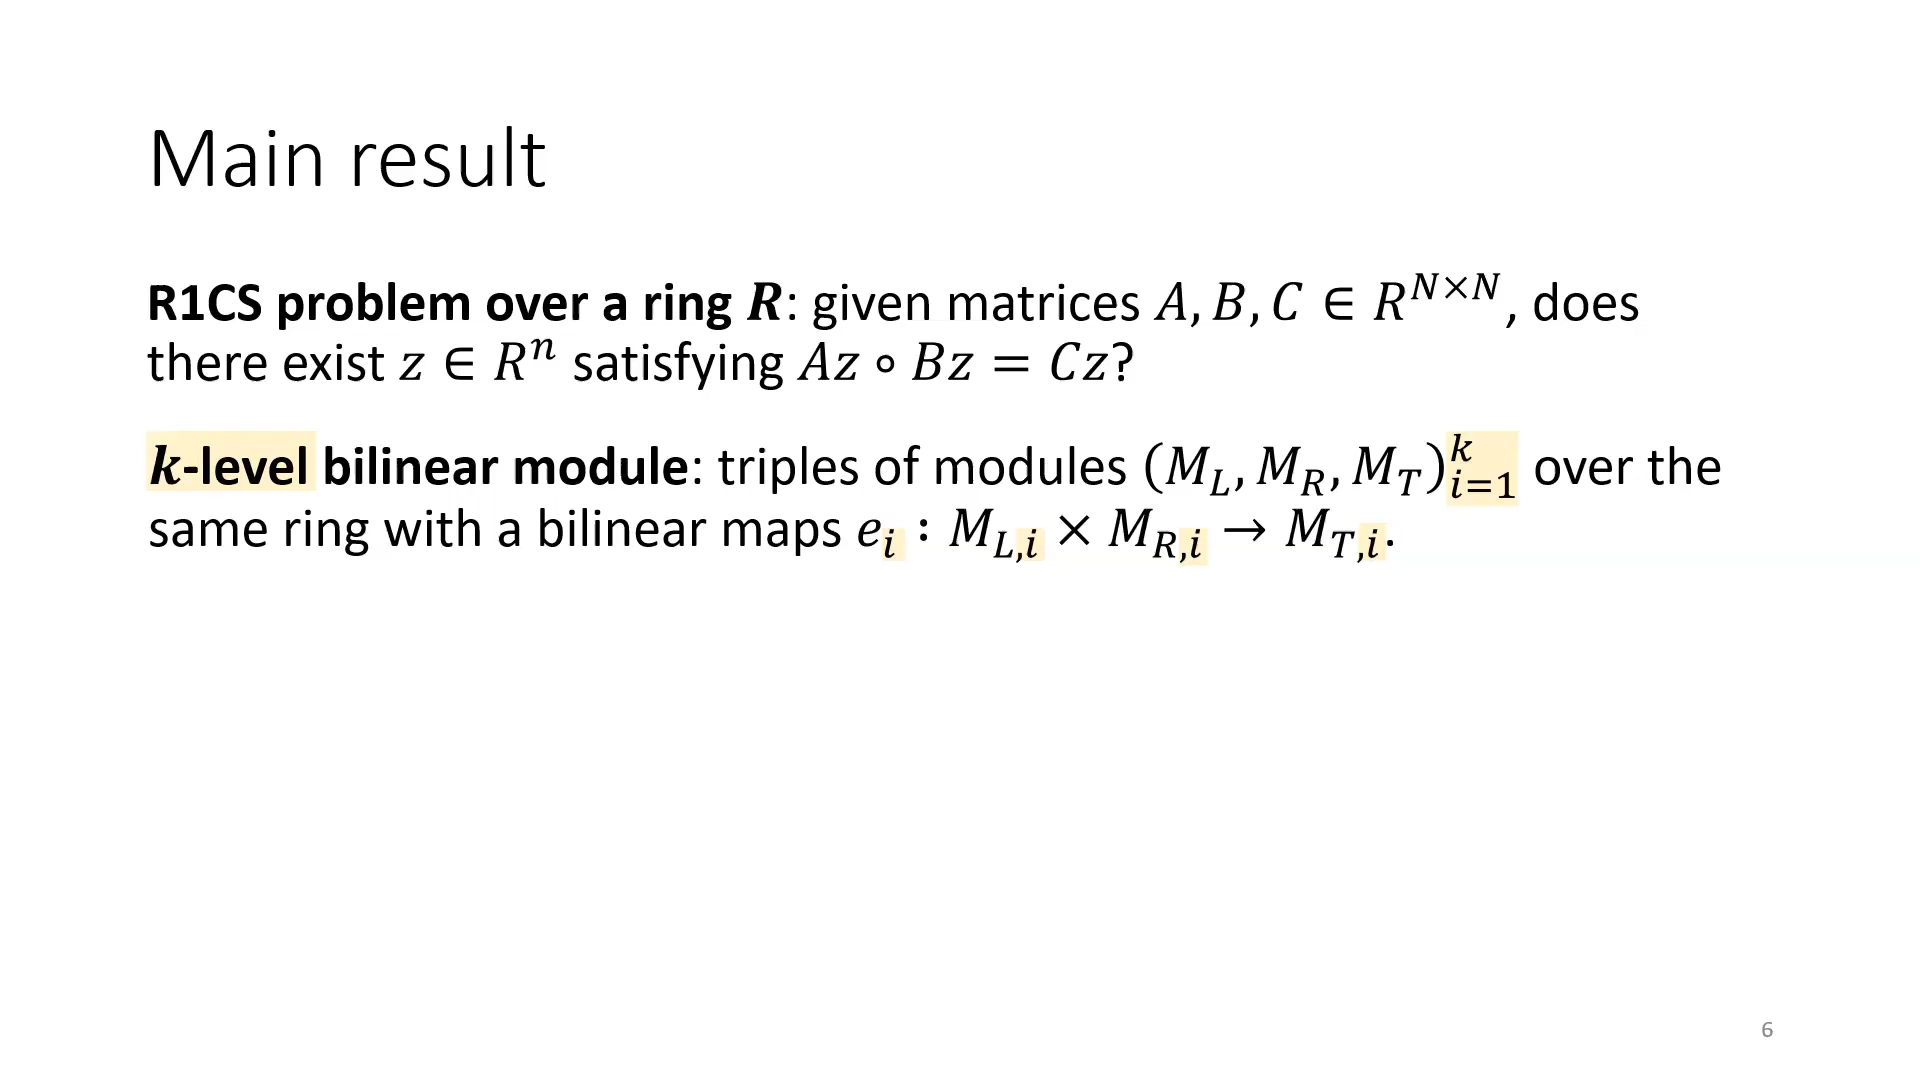 Main result
R1CS problem over a ring 𝑹: given matrices 𝐴, 𝐵, 𝐶 ∈ 𝑅^{𝑁×𝑁}, does
there exist 𝑧 ∈ 𝑅^𝑛 satisfying 𝐴𝑧 ∘ 𝐵𝑧 = 𝐶𝑧?
𝒌-level bilinear module: triples of modules (𝑀_𝐿, 𝑀_𝑅, 𝑀_𝑇)_{𝑖=1}^𝑘 over the
same ring with a bilinear maps 𝑒_𝑖 : 𝑀_{𝐿,𝑖} × 𝑀_{𝑅,𝑖} → 𝑀_{𝑇,𝑖}.
6